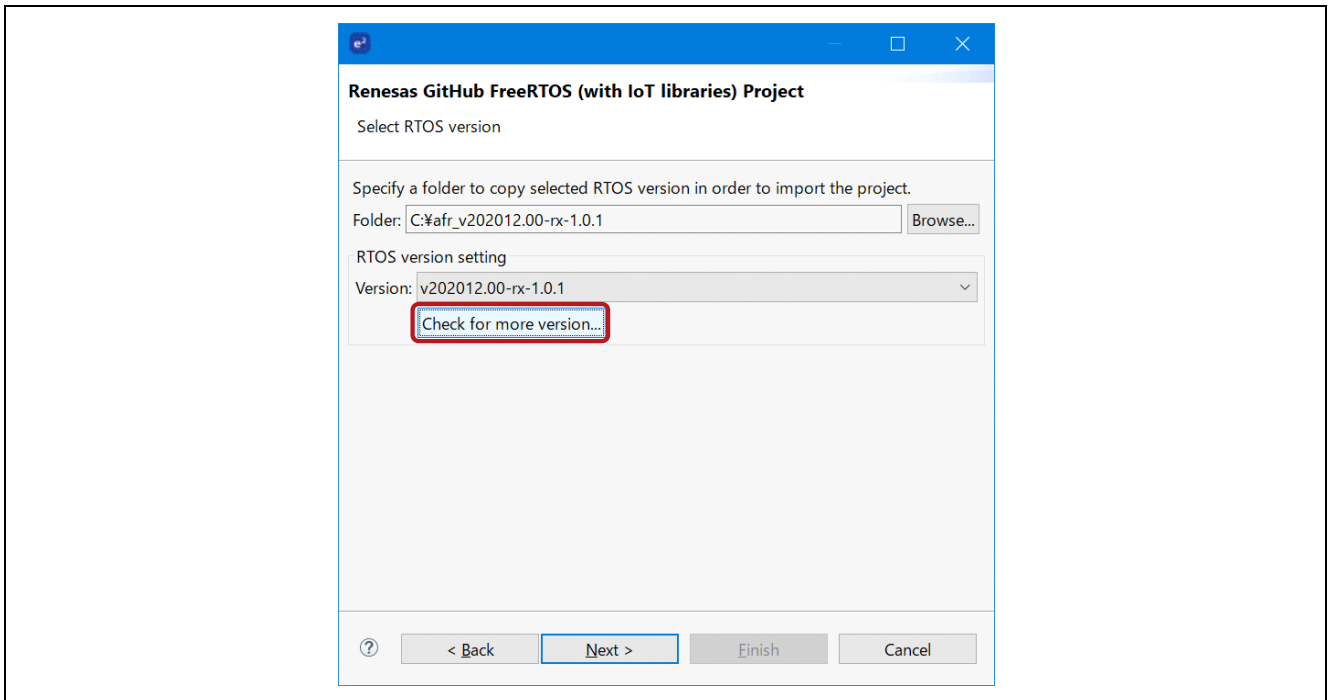 e²
Renesas GitHub FreeRTOS (with IoT libraries) Project
Select RTOS version
Specify a folder to copy selected RTOS version in order to import the project.
Folder: C:¥afr_v202012.00-rx-1.0.1 Browse...
RTOS version setting
Version: v202012.00-rx-1.0.1
Check for more version...
? < Back Next > Finish Cancel